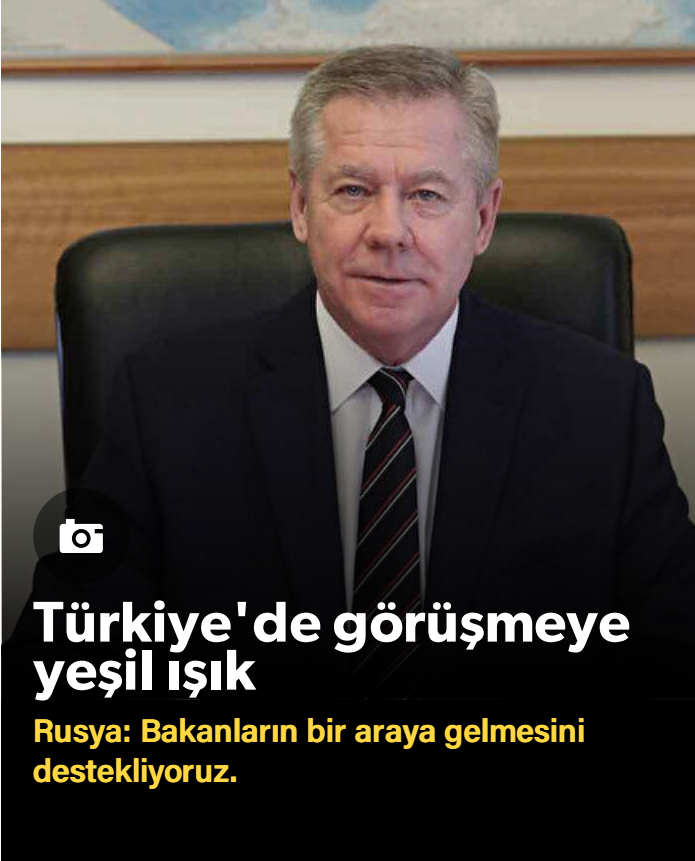 Türkiye'de görüşmeye
yeşil ışık
Rusya: Bakanların bir araya gelmesini
destekliyoruz.